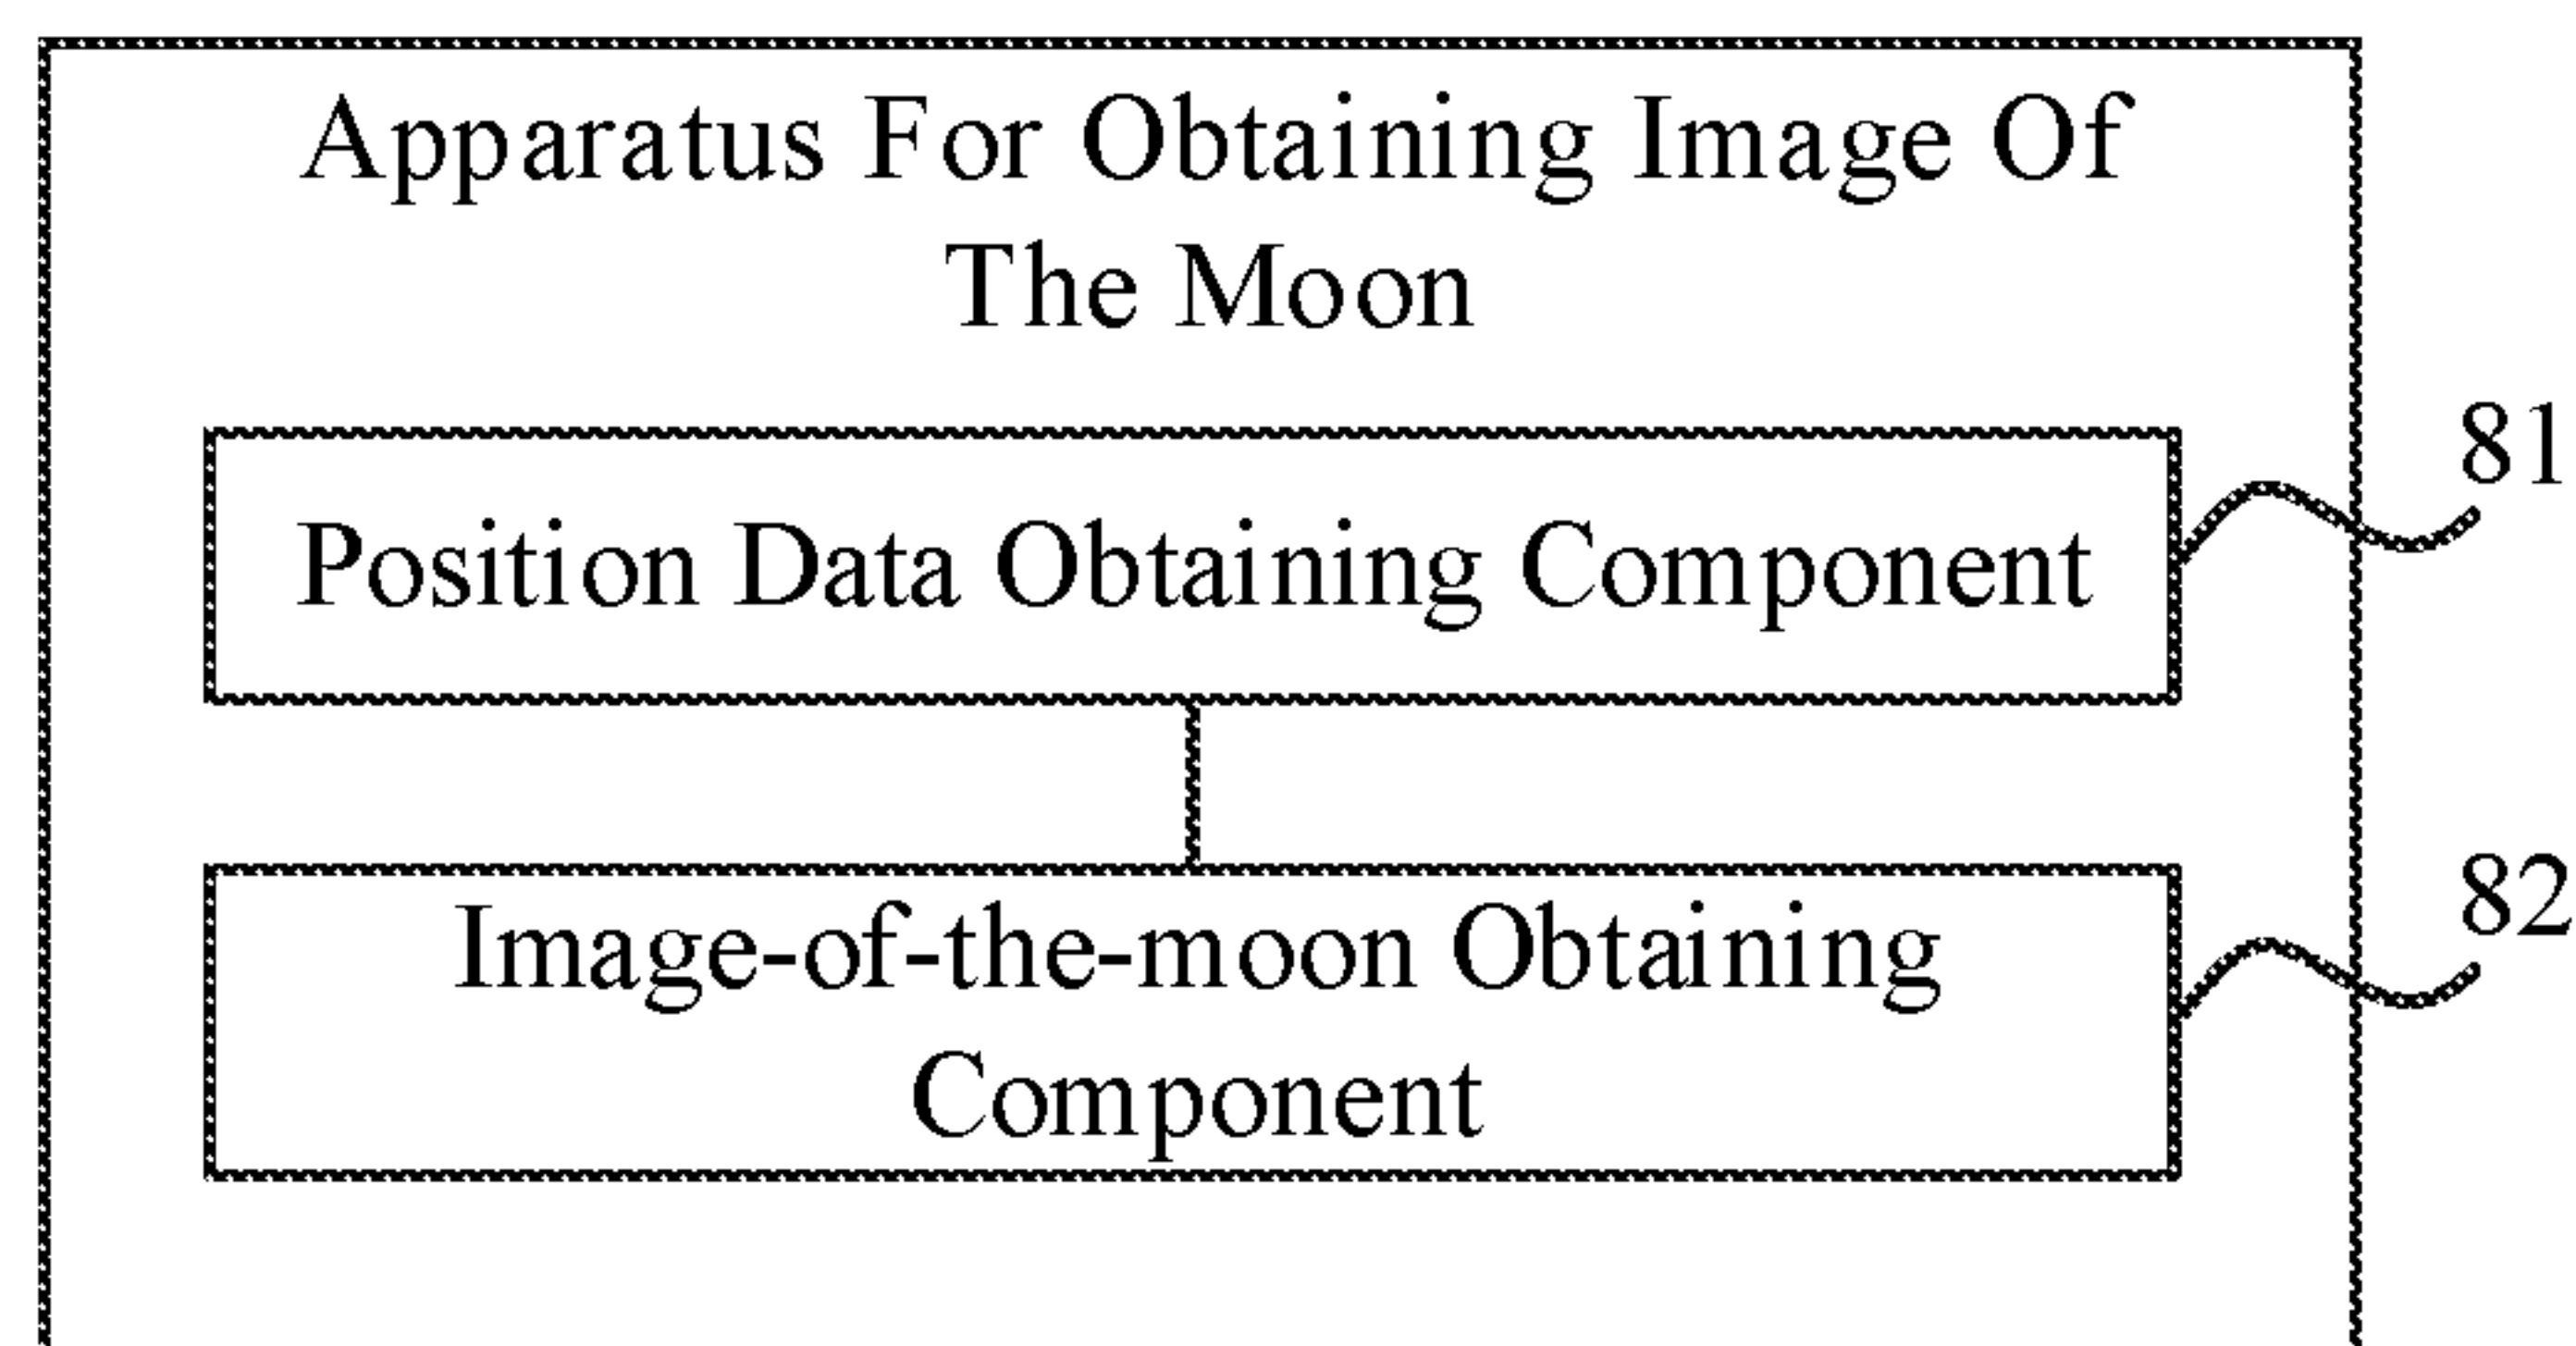 Apparatus For Obtaining Image Of
The Moon
81
Position Data Obtaining Component
82
Image-of-the-moon Obtaining
Component